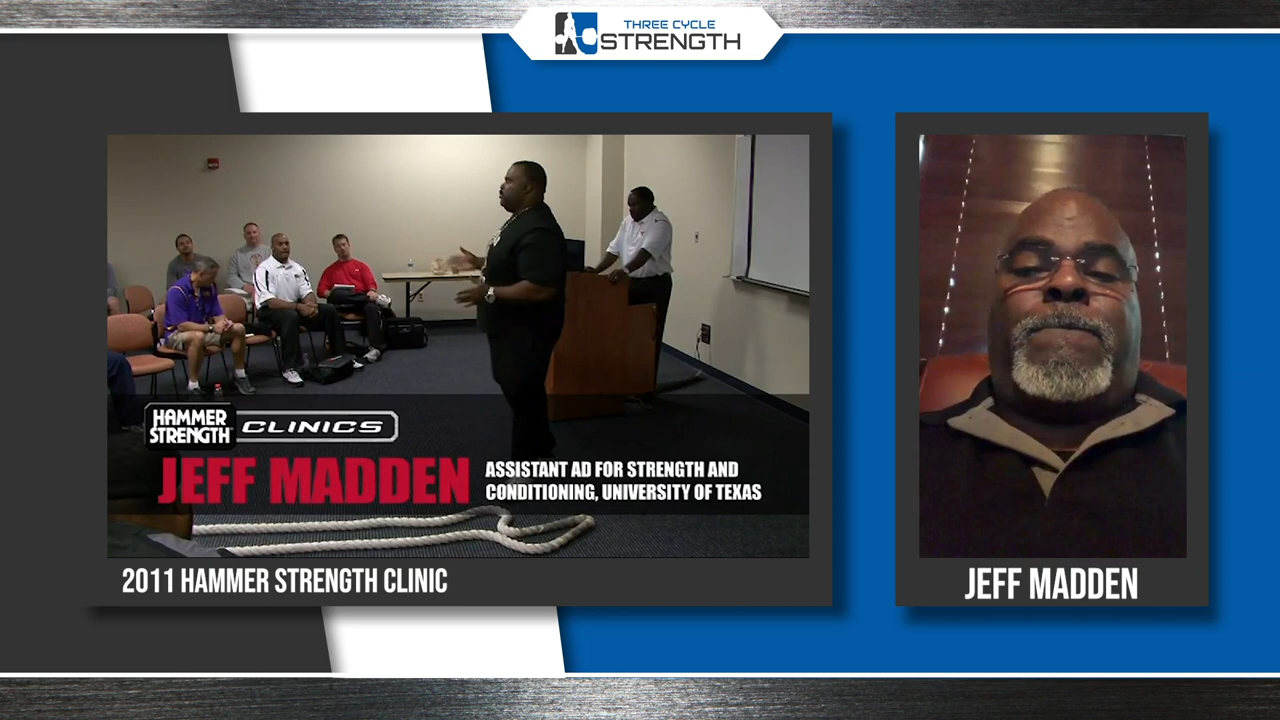 THREE CYCLE
STRENGTH
HAMMER
STRENGTH
CLINICS
JEFF MADDEN
ASSISTANT AD FOR STRENGTH AND
CONDITIONING, UNIVERSITY OF TEXAS
2011 HAMMER STRENGTH CLINIC
JEFF MADDEN